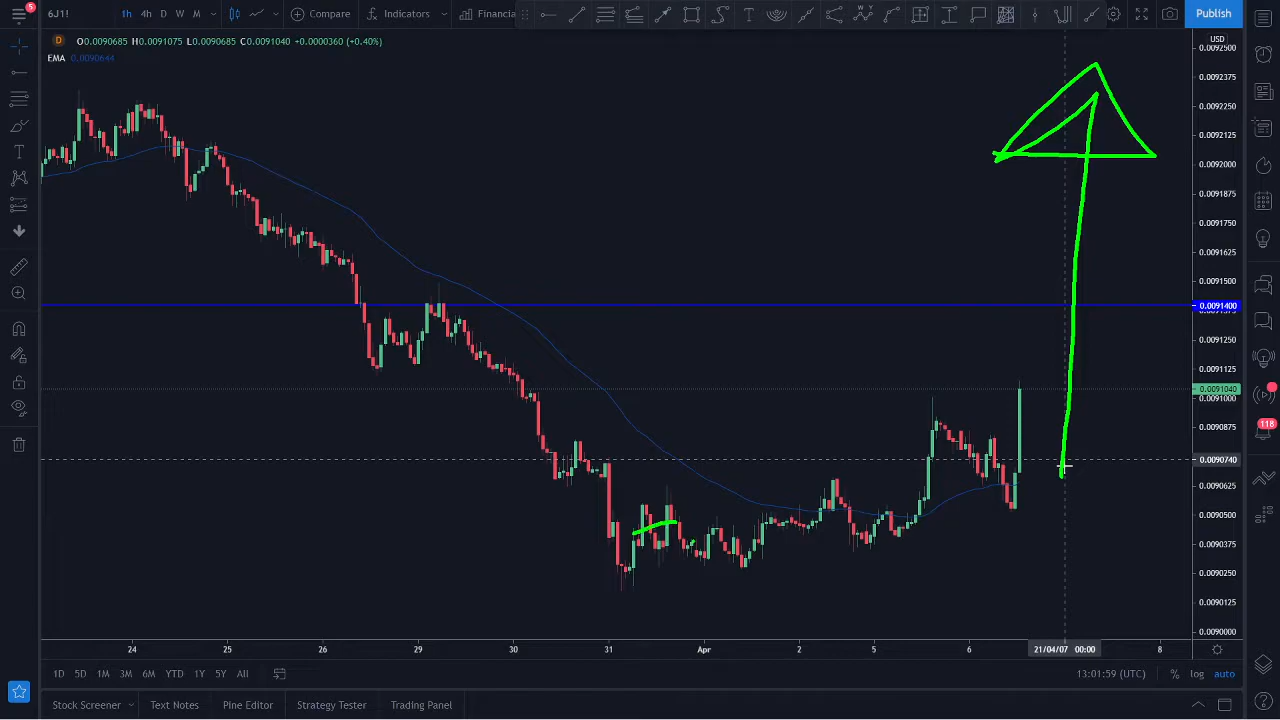 5
6J1!
1h 4h D W M
Compare
Indicators
Financia
Publish
D O0.0090685 H0.0091075 L0.0090685 C0.0091040 +0.0000360 (+0.40%)
EMA 0.0090644
USD
0.0092500
0.0092375
0.0092250
0.0092125
0.0092000
0.0091875
0.0091750
0.0091625
0.0091500
0.0091400
0.0091250
0.0091125
0.0091040
0.0091000
0.0090875
0.0090740
0.0090625
0.0090500
0.0090375
0.0090250
0.0090125
0.0090000
118
24 25 26 29 30 31 Apr 2 5 6 21/04/07 00:00 8
1D 5D 1M 3M 6M YTD 1Y 5Y All
13:01:59 (UTC) % log auto
Stock Screener Text Notes Pine Editor Strategy Tester Trading Panel